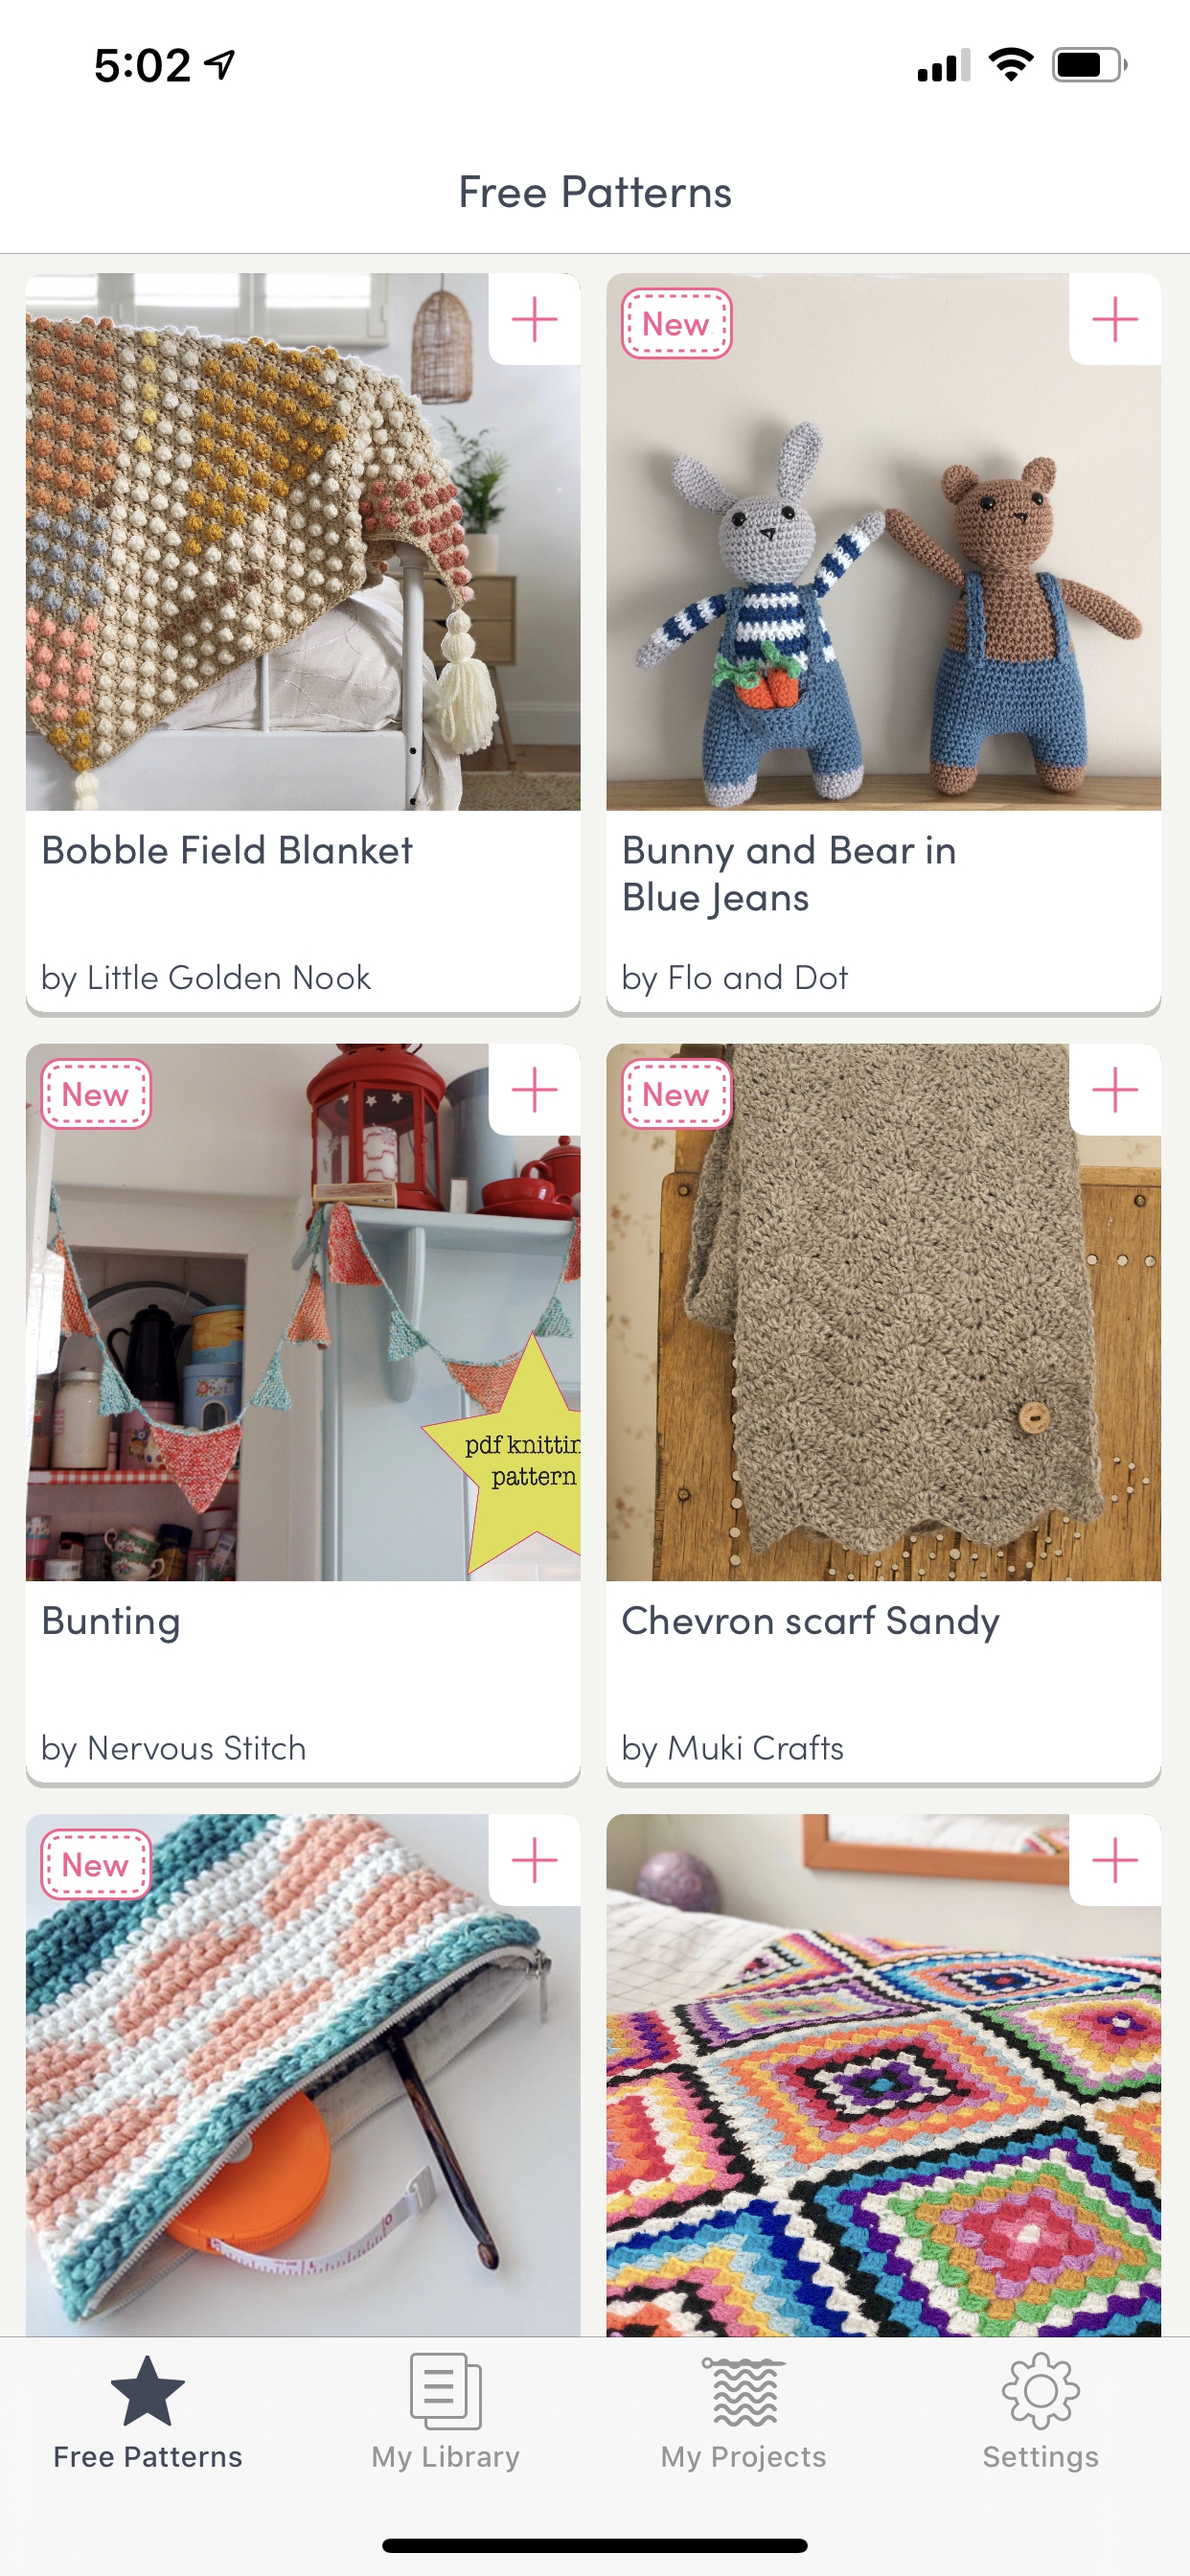 5:02
Free Patterns
New
Bobble Field Blanket
by Little Golden Nook
Bunny and Bear in
Blue Jeans
by Flo and Dot
New
New
pdf knittin
pattern
Bunting
by Nervous Stitch
Chevron scarf Sandy
by Muki Crafts
New
Free Patterns
My Library
My Projects
Settings